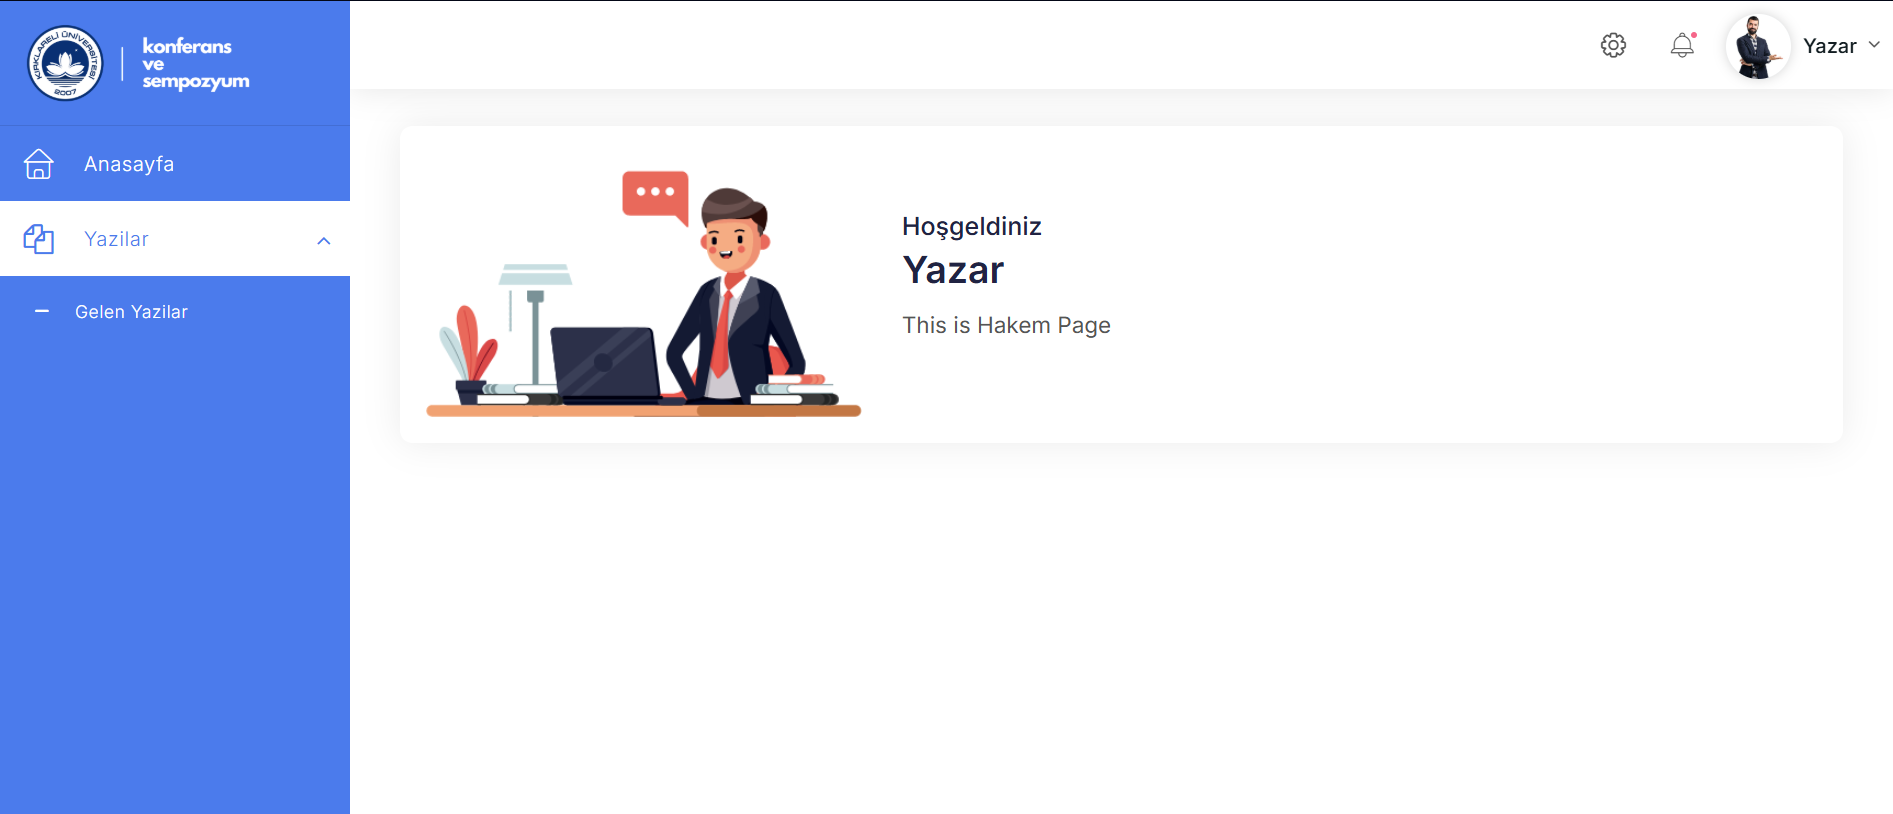 KIRKLARELİ ÜNİVERSİTESİ
2007
konferans
ve
sempozyum
Yazar
Anasayfa
Yazilar
Gelen Yazilar
Hoşgeldiniz
Yazar
This is Hakem Page